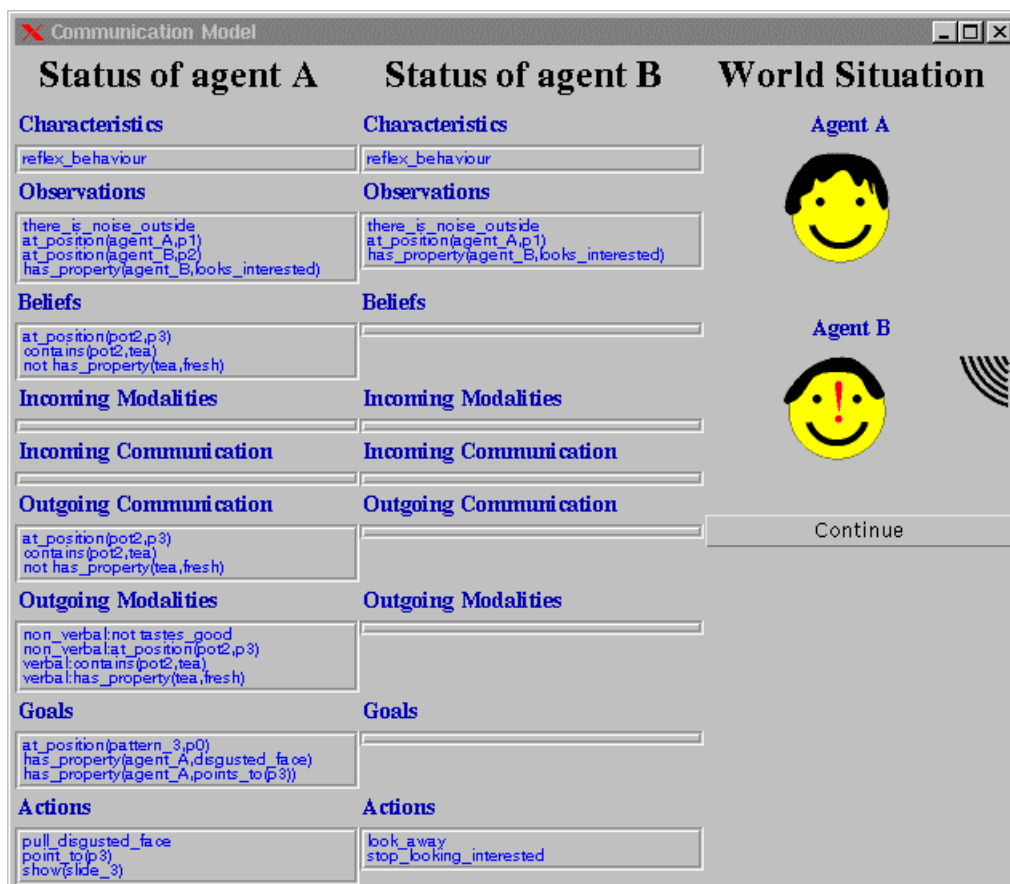 Communication Model
Status of agent A
Characteristics
reflex_behaviour
Observations
there_is_noise_outside
at_position(agent_A,p1)
at_position(agent_B,p2)
has_property(agent_B,looks_interested)
Beliefs
at_position(pot2,p3)
contains(pot2,tea)
not has_property(tea,fresh)
Incoming Modalities
Incoming Communication
Outgoing Communication
at_position(pot2,p3)
contains(pot2,tea)
not has_property(tea,fresh)
Outgoing Modalities
non_verbal:not tastes_good
non_verbal:at_position(pot2,p3)
verbal:contains(pot2,tea)
verbal:has_property(tea,fresh)
Goals
at_position(pattern_3,p0)
has_property(agent_A,disgusted_face)
has_property(agent_A,points_to(p3))
Actions
pull_disgusted_face
point_to(p3)
show(slide_3)
Status of agent B
Characteristics
reflex_behaviour
Observations
there_is_noise_outside
at_position(agent_A,p1)
has_property(agent_B,looks_interested)
Beliefs
Incoming Modalities
Incoming Communication
Outgoing Communication
Outgoing Modalities
Goals
Actions
look_away
stop_looking_interested
World Situation
Agent A
Agent B
!
Continue